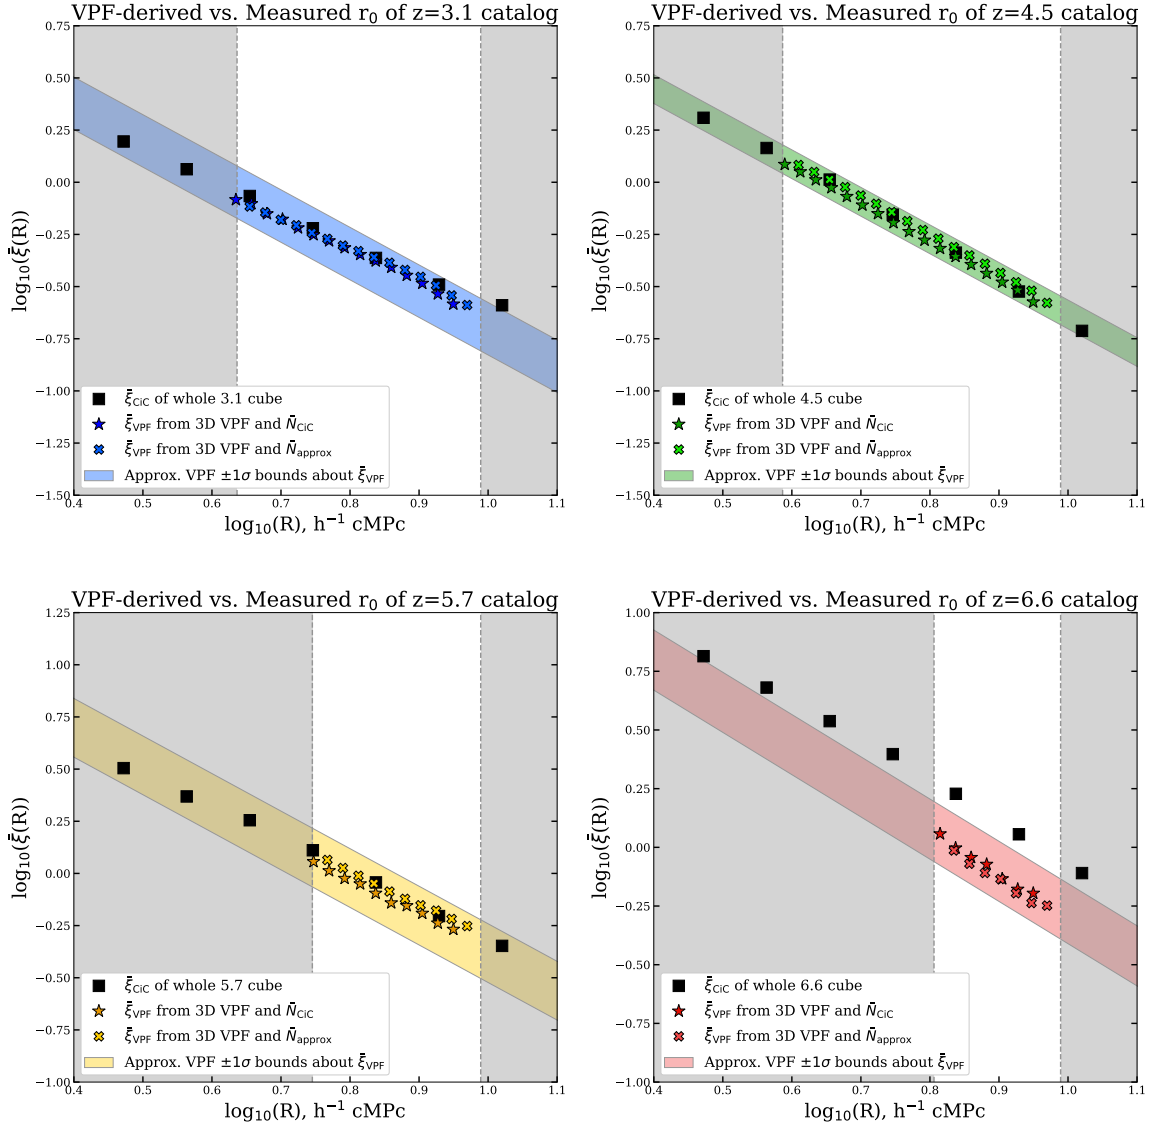 VPF-derived vs. Measured r₀ of z=3.1 catalog
0.75
0.50
0.25
0.00
−0.25
−0.50
−0.75
−1.00
−1.25
−1.50
log₁₀(ξ̄(R))
ξ̄CiC of whole 3.1 cube
ξ̄VPF from 3D VPF and N̄CiC
ξ̄VPF from 3D VPF and N̄approx
Approx. VPF ±1σ bounds about ξ̄VPF
0.4 0.5 0.6 0.7 0.8 0.9 1.0 1.1
log₁₀(R), h⁻¹ cMPc
VPF-derived vs. Measured r₀ of z=4.5 catalog
0.75
0.50
0.25
0.00
−0.25
−0.50
−0.75
−1.00
−1.25
−1.50
log₁₀(ξ̄(R))
ξ̄CiC of whole 4.5 cube
ξ̄VPF from 3D VPF and N̄CiC
ξ̄VPF from 3D VPF and N̄approx
Approx. VPF ±1σ bounds about ξ̄VPF
0.4 0.5 0.6 0.7 0.8 0.9 1.0 1.1
log₁₀(R), h⁻¹ cMPc
VPF-derived vs. Measured r₀ of z=5.7 catalog
1.25
1.00
0.75
0.50
0.25
0.00
−0.25
−0.50
−0.75
−1.00
log₁₀(ξ̄(R))
ξ̄CiC of whole 5.7 cube
ξ̄VPF from 3D VPF and N̄CiC
ξ̄VPF from 3D VPF and N̄approx
Approx. VPF ±1σ bounds about ξ̄VPF
0.4 0.5 0.6 0.7 0.8 0.9 1.0 1.1
log₁₀(R), h⁻¹ cMPc
VPF-derived vs. Measured r₀ of z=6.6 catalog
1.00
0.75
0.50
0.25
0.00
−0.25
−0.50
−0.75
−1.00
log₁₀(ξ̄(R))
ξ̄CiC of whole 6.6 cube
ξ̄VPF from 3D VPF and N̄CiC
ξ̄VPF from 3D VPF and N̄approx
Approx. VPF ±1σ bounds about ξ̄VPF
0.4 0.5 0.6 0.7 0.8 0.9 1.0 1.1
log₁₀(R), h⁻¹ cMPc